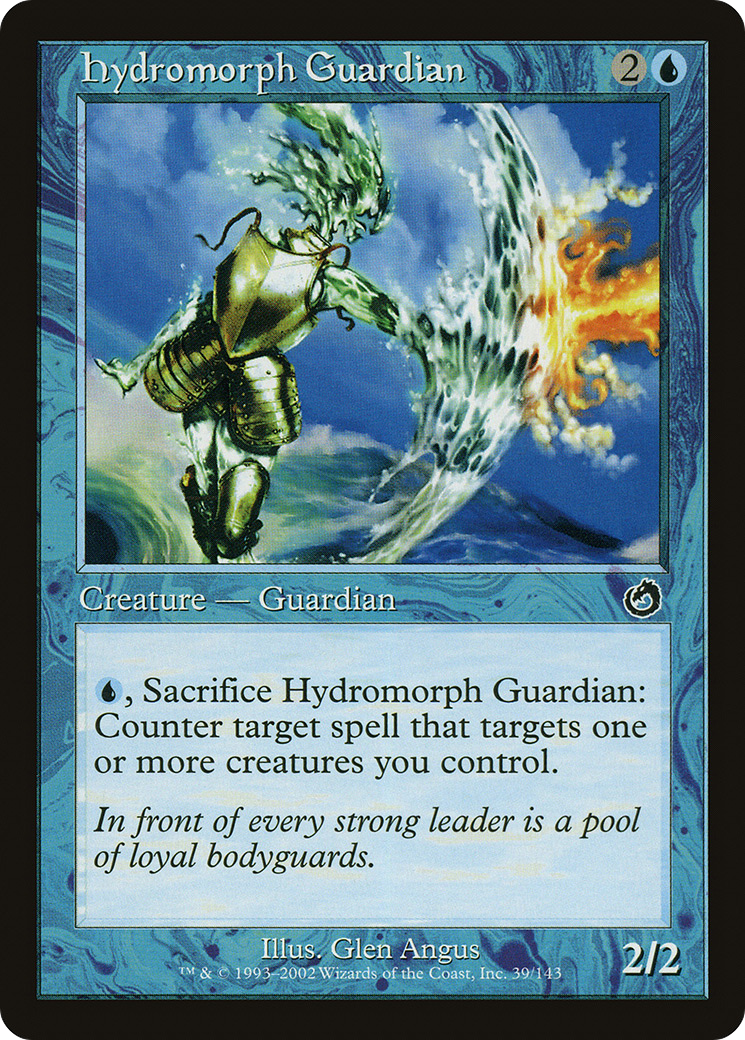 Hydromorph Guardian 2
Creature — Guardian
, Sacrifice Hydromorph Guardian:
Counter target spell that targets one
or more creatures you control.
In front of every strong leader is a pool
of loyal bodyguards.
Illus. Glen Angus
™ & © 1993–2002 Wizards of the Coast, Inc. 39/143
2/2